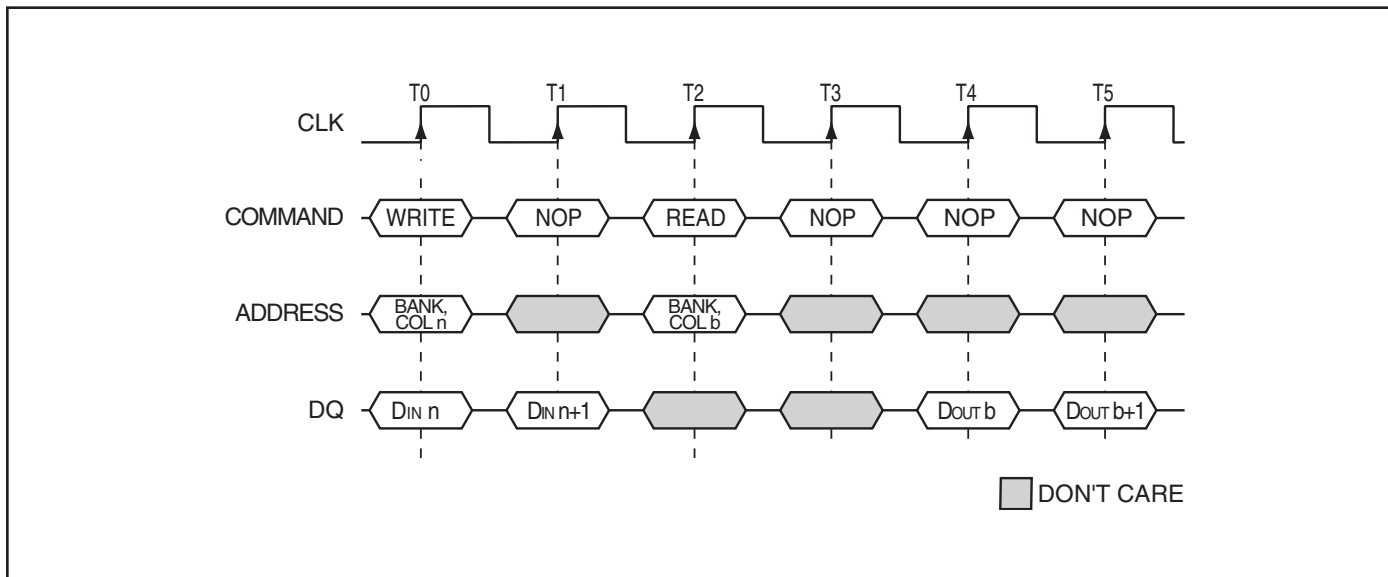 T0 T1 T2 T3 T4 T5
CLK
COMMAND WRITE NOP READ NOP NOP NOP
ADDRESS BANK, COL n BANK, COL b
DQ DIN n DIN n+1 DOUT b DOUT b+1
DON'T CARE